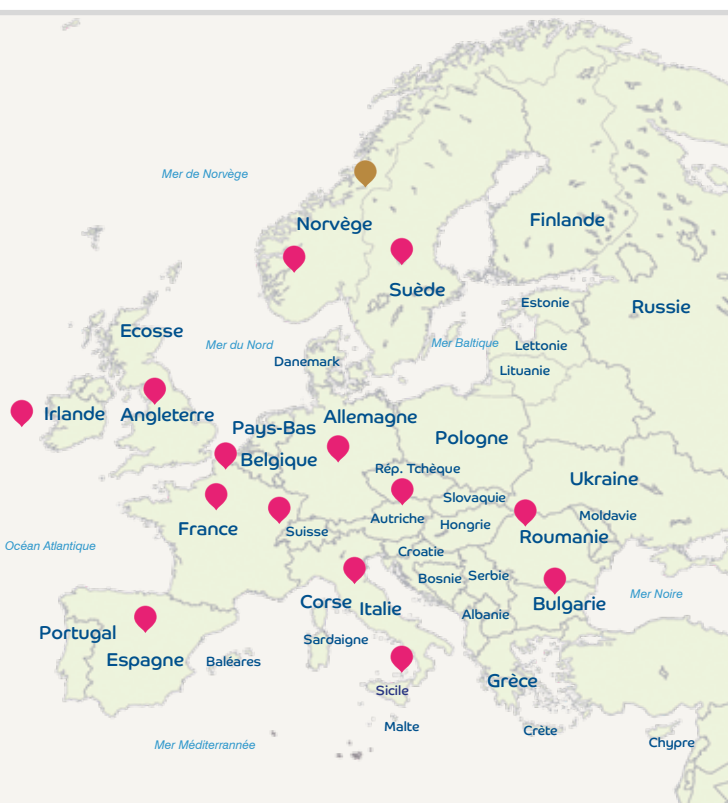 Mer de Norvège
Norvège
Finlande
Suède
Estonie
Russie
Ecosse
Mer du Nord
Mer Baltique
Lettonie
Danemark
Lituanie
Irlande
Angleterre
Pays-Bas
Allemagne
Pologne
Belgique
Rép. Tchèque
Ukraine
Slovaquie
Moldavie
France
Suisse
Autriche
Hongrie
Roumanie
Océan Atlantique
Croatie
Bosnie
Serbie
Mer Noire
Corse
Italie
Albanie
Bulgarie
Portugal
Sardaigne
Espagne
Baléares
Grèce
Sicile
Malte
Crète
Mer Méditerrannée
Chypre